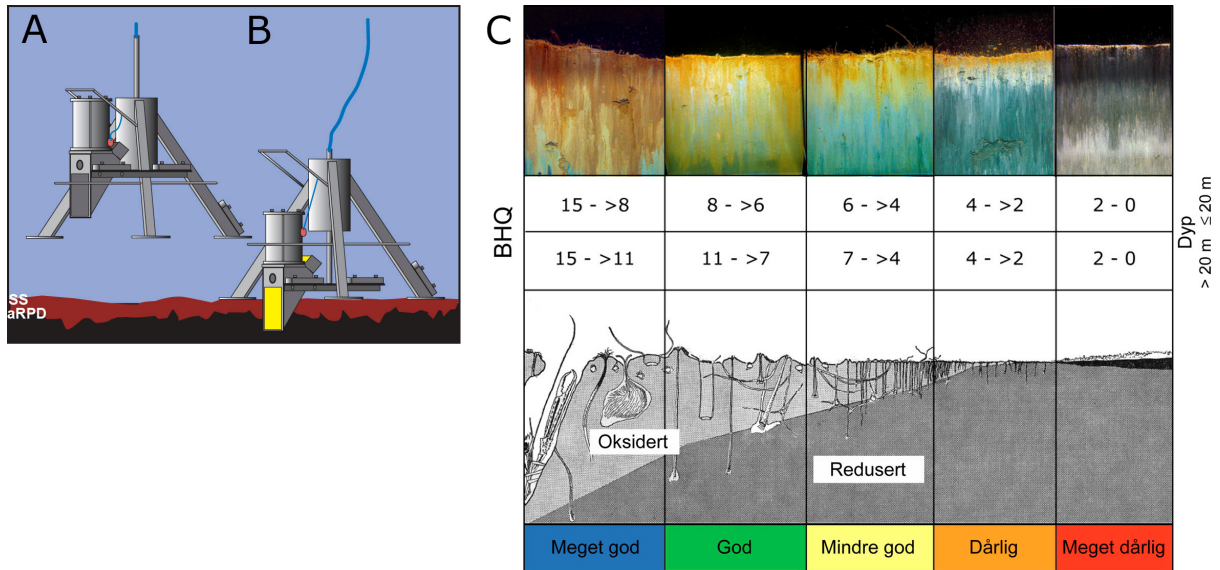 A
B
SS
aRPD
C
BHQ
15 - >8
8 - >6
6 - >4
4 - >2
2 - 0
15 - >11
11 - >7
7 - >4
4 - >2
2 - 0
Dyp
> 20 m ≤ 20 m
Oksidert
Redusert
Meget god
God
Mindre god
Dårlig
Meget dårlig